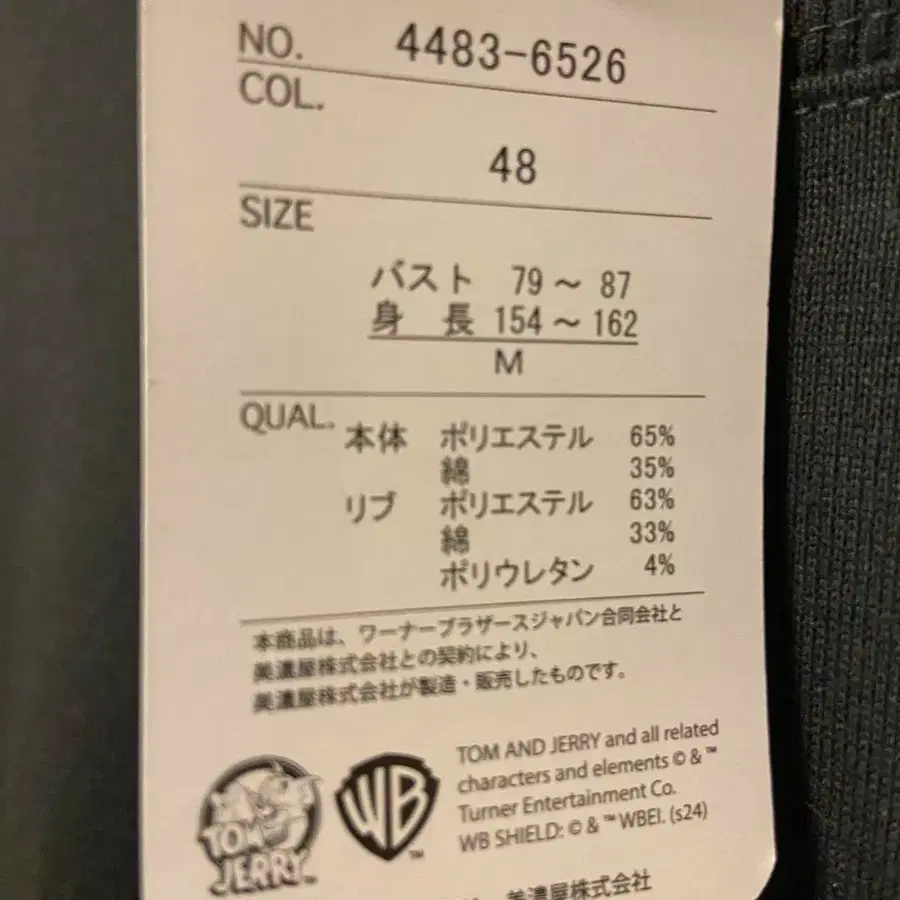 NO. 4483-6526
COL.
48
SIZE
バスト 79～ 87
身 長 154～162
M
QUAL. 本体 ポリエステル 65%
綿 35%
リブ ポリエステル 63%
綿 33%
ポリウレタン 4%
本商品は、ワーナーブラザースジャパン合同会社と
美濃屋株式会社との契約により、
美濃屋株式会社が製造・販売したものです。
TOM AND JERRY and all related
characters and elements © & ™
Turner Entertainment Co.
WB SHIELD: © & ™ WBEI. (s24)
TOM
JERRY™
WB™
美濃屋株式会社